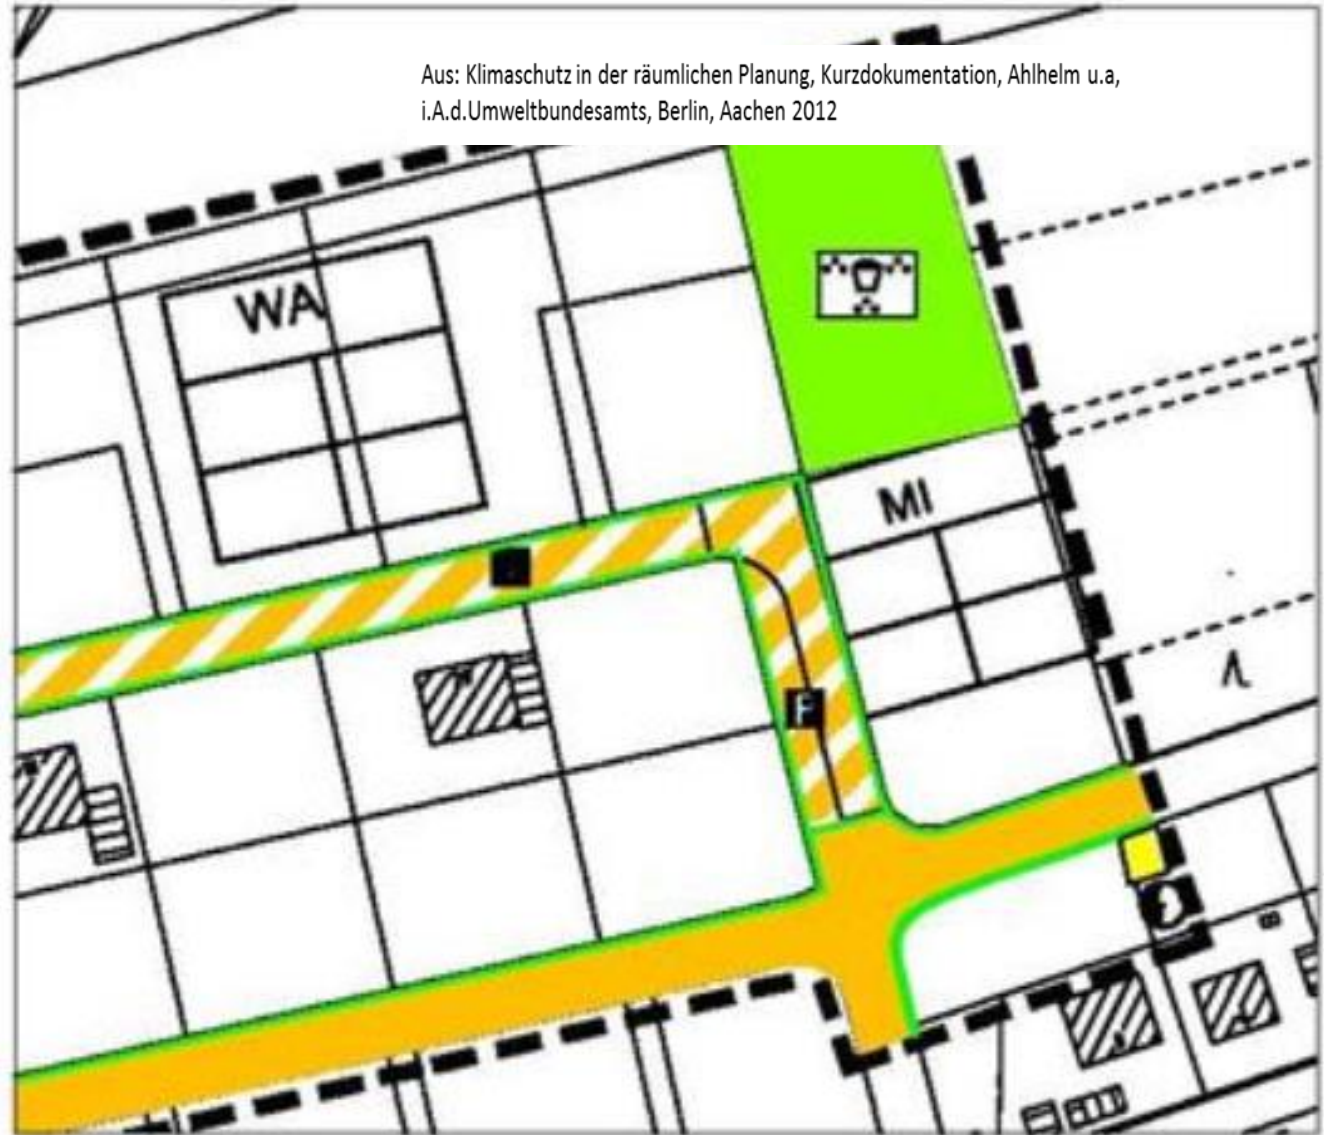 Aus: Klimaschutz in der räumlichen Planung, Kurzdokumentation, Ahlhelm u.a,
i.A.d.Umweltbundesamts, Berlin, Aachen 2012
WA
MI
F